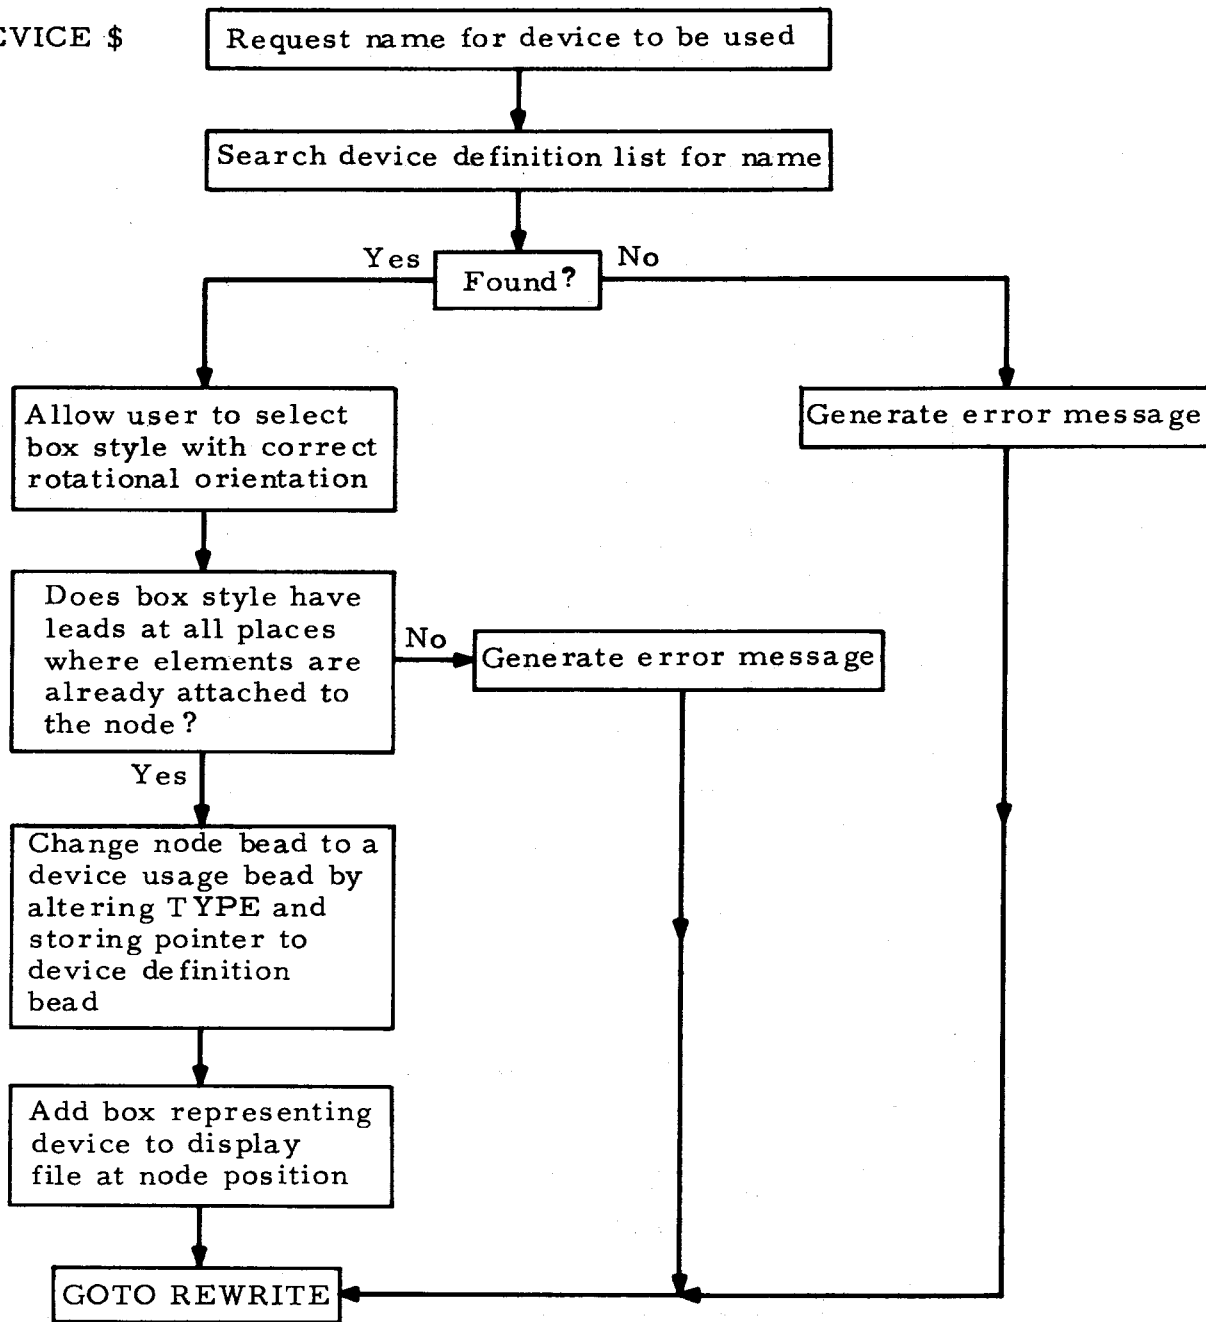 EVICE $
Request name for device to be used
Search device definition list for name
Yes
No
Found?
Allow user to select
box style with correct
rotational orientation
Generate error message
Does box style have
leads at all places
where elements are
already attached to
the node?
No
Generate error message
Yes
Change node bead to a
device usage bead by
altering TYPE and
storing pointer to
device definition
bead
Add box representing
device to display
file at node position
GOTO REWRITE